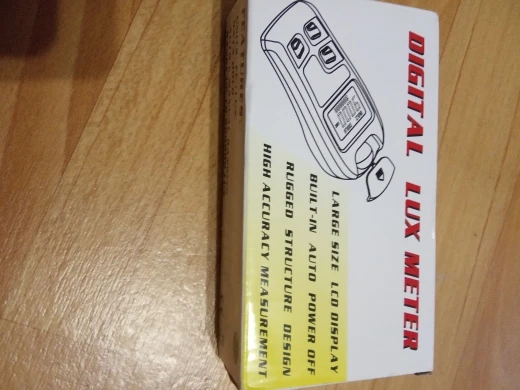 DIGITAL LUX METER
LARGE SIZE LCD DISPLAY
BUILT-IN AUTO POWER OFF
RUGGED STRUCTURE DESIGN
HIGH ACCURACY MEASUREMENT